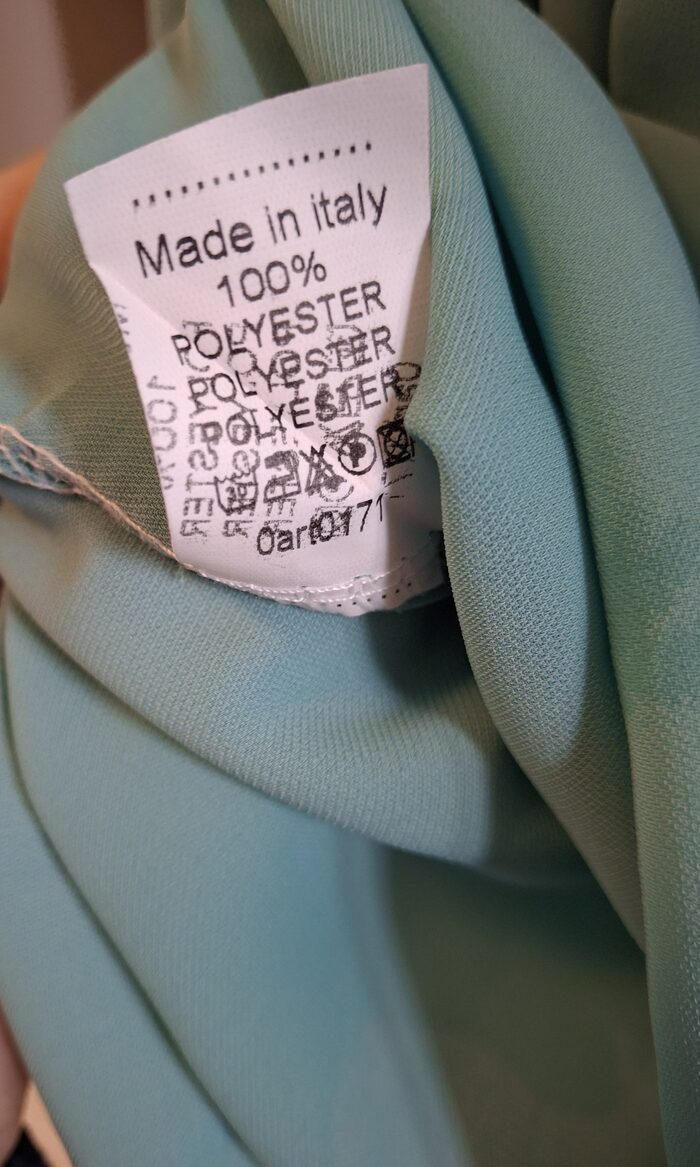 ................
Made in italy
100%
POLYESTER
POLYESTER
POLYESTER
0art0171